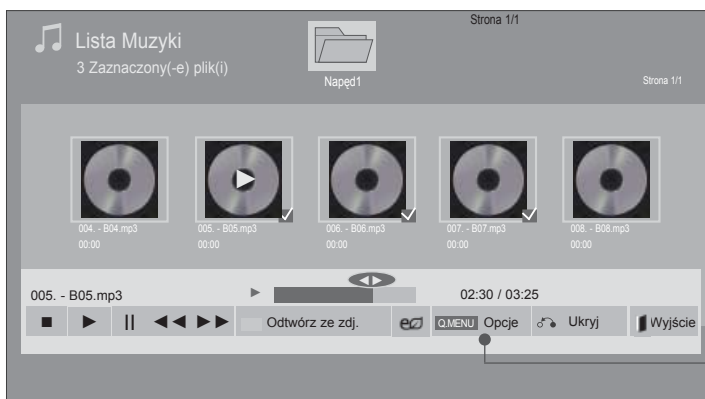 Strona 1/1
Lista Muzyki
3 Zaznaczony(-e) plik(i)
Napęd1
Strona 1/1
004. - B04.mp3
00:00
005. - B05.mp3
00:00
006. - B06.mp3
00:00
007. - B07.mp3
00:00
008. - B08.mp3
00:00
005. - B05.mp3
02:30 / 03:25
Odtwórz ze zdj.
Q.MENU Opcje
Ukryj
Wyjście